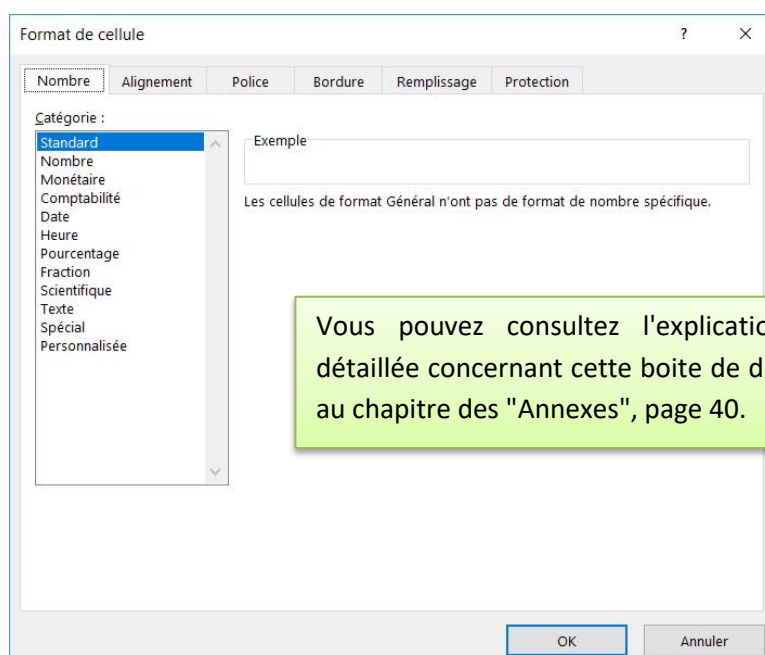 Format de cellule ? ×
Nombre Alignement Police Bordure Remplissage Protection
Catégorie :
Standard
Nombre
Monétaire
Comptabilité
Date
Heure
Pourcentage
Fraction
Scientifique
Texte
Spécial
Personnalisée
Exemple
Les cellules de format Général n'ont pas de format de nombre spécifique.
Vous pouvez consultez
détaillée concernant cette boite de
au chapitre des "Annexes", page 40.
OK Annuler